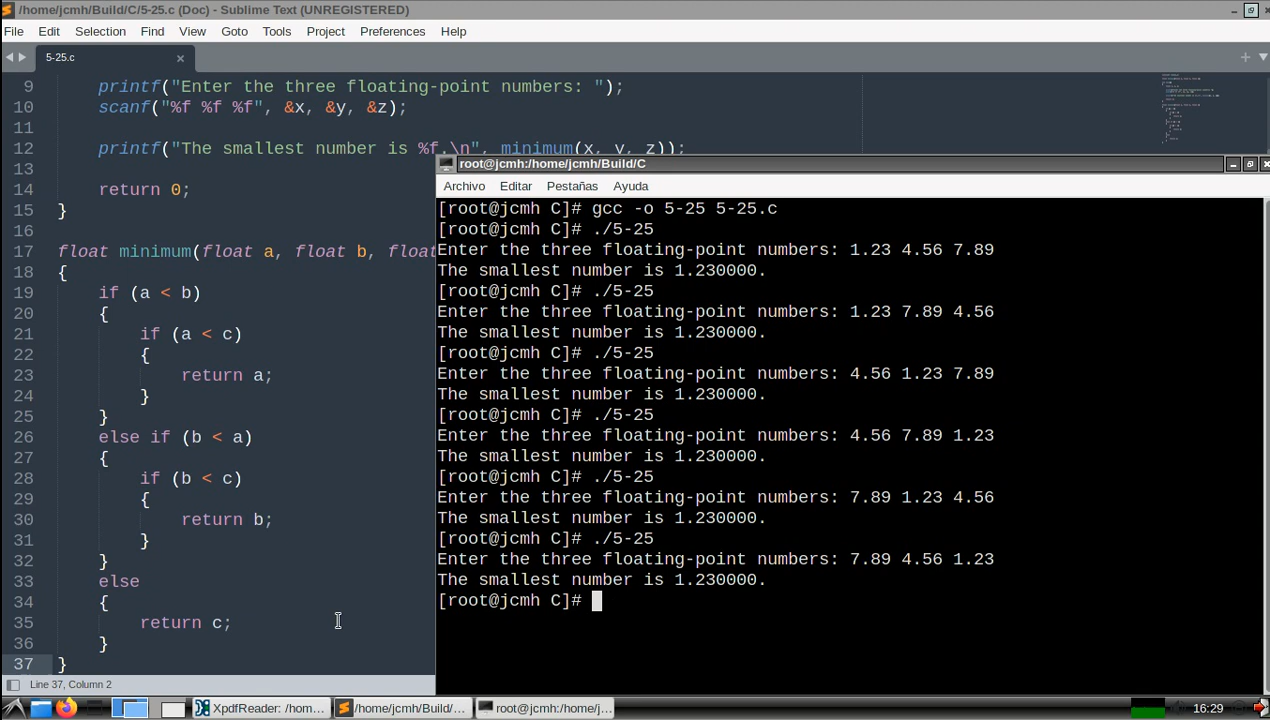 /home/jcmh/Build/C/5-25.c (Doc) - Sublime Text (UNREGISTERED)
File Edit Selection Find View Goto Tools Project Preferences Help
5-25.c
9 printf("Enter the three floating-point numbers: ");
10 scanf("%f %f %f", &x, &y, &z);
11
12 printf("The smallest number is %f.\n", minimum(x, y, z));
13
14 return 0;
15 }
16
17 float minimum(float a, float b, float
18 {
19 if (a < b)
20 {
21 if (a < c)
22 {
23 return a;
24 }
25 }
26 else if (b < a)
27 {
28 if (b < c)
29 {
30 return b;
31 }
32 }
33 else
34 {
35 return c;
36 }
37 }
Line 37, Column 2
root@jcmh:/home/jcmh/Build/C
Archivo Editar Pestañas Ayuda
[root@jcmh C]# gcc -o 5-25 5-25.c
[root@jcmh C]# ./5-25
Enter the three floating-point numbers: 1.23 4.56 7.89
The smallest number is 1.230000.
[root@jcmh C]# ./5-25
Enter the three floating-point numbers: 1.23 7.89 4.56
The smallest number is 1.230000.
[root@jcmh C]# ./5-25
Enter the three floating-point numbers: 4.56 1.23 7.89
The smallest number is 1.230000.
[root@jcmh C]# ./5-25
Enter the three floating-point numbers: 4.56 7.89 1.23
The smallest number is 1.230000.
[root@jcmh C]# ./5-25
Enter the three floating-point numbers: 7.89 1.23 4.56
The smallest number is 1.230000.
[root@jcmh C]# ./5-25
Enter the three floating-point numbers: 7.89 4.56 1.23
The smallest number is 1.230000.
[root@jcmh C]#
XpdfReader: /hom... /home/jcmh/Build/... root@jcmh:/home/j... 16:29